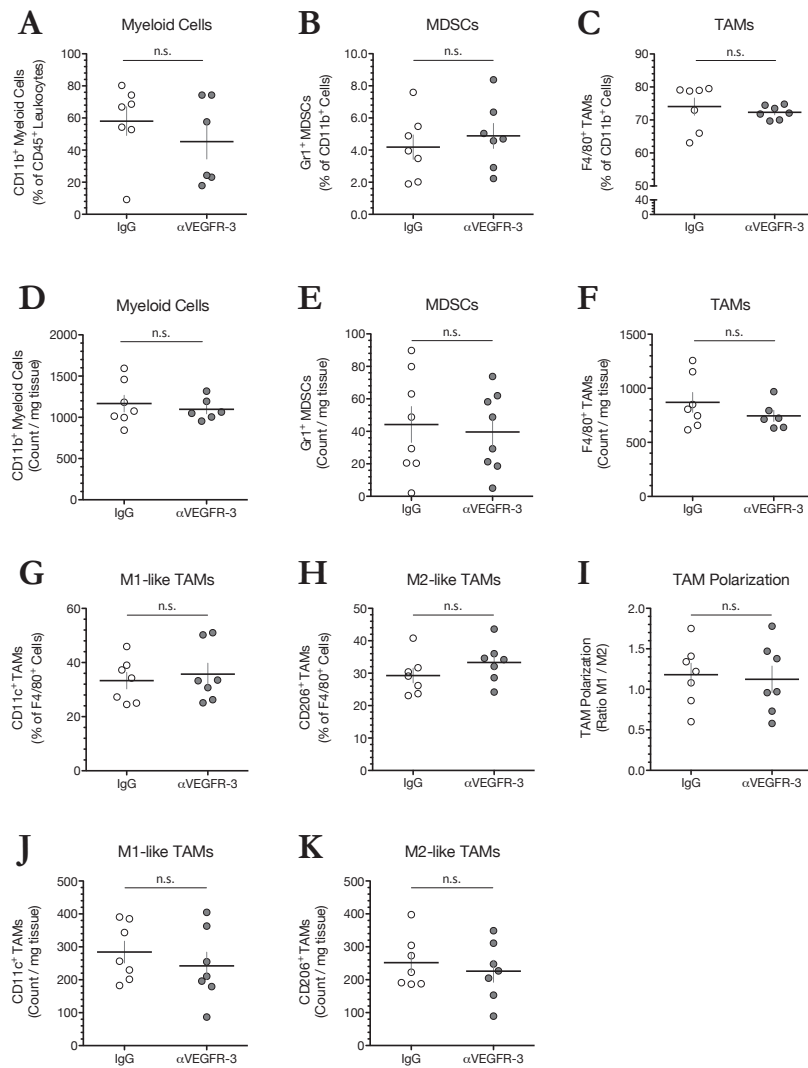 A
Myeloid Cells
n.s.
CD11b+ Myeloid Cells
(% of CD45+ Leukocytes)
100
80
60
40
20
0
IgG
αVEGFR-3
B
MDSCs
n.s.
Gr1+ MDSCs
(% of CD11b+ Cells)
10
8.0
6.0
4.0
2.0
0.0
IgG
αVEGFR-3
C
TAMs
n.s.
F4/80+ TAMs
(% of CD11b+ Cells)
90
80
70
60
50
40
0
IgG
αVEGFR-3
D
Myeloid Cells
n.s.
CD11b+ Myeloid Cells
(Count / mg tissue)
2000
1500
1000
500
0
IgG
αVEGFR-3
E
MDSCs
n.s.
Gr1+ MDSCs
(Count / mg tissue)
100
80
60
40
20
0
IgG
αVEGFR-3
F
TAMs
n.s.
F4/80+ TAMs
(Count / mg tissue)
1500
1000
500
0
IgG
αVEGFR-3
G
M1-like TAMs
n.s.
CD11c+ TAMs
(% of F4/80+ Cells)
60
40
20
0
IgG
αVEGFR-3
H
M2-like TAMs
n.s.
CD206+ TAMs
(% of F4/80+ Cells)
50
40
30
20
10
0
IgG
αVEGFR-3
I
TAM Polarization
n.s.
TAM Polarization
(Ratio M1 / M2)
2.0
1.5
1.0
0.5
0.0
IgG
αVEGFR-3
J
M1-like TAMs
n.s.
CD11c+ TAMs
(Count / mg tissue)
500
400
300
200
100
0
IgG
αVEGFR-3
K
M2-like TAMs
n.s.
CD206+ TAMs
(Count / mg tissue)
500
400
300
200
100
0
IgG
αVEGFR-3